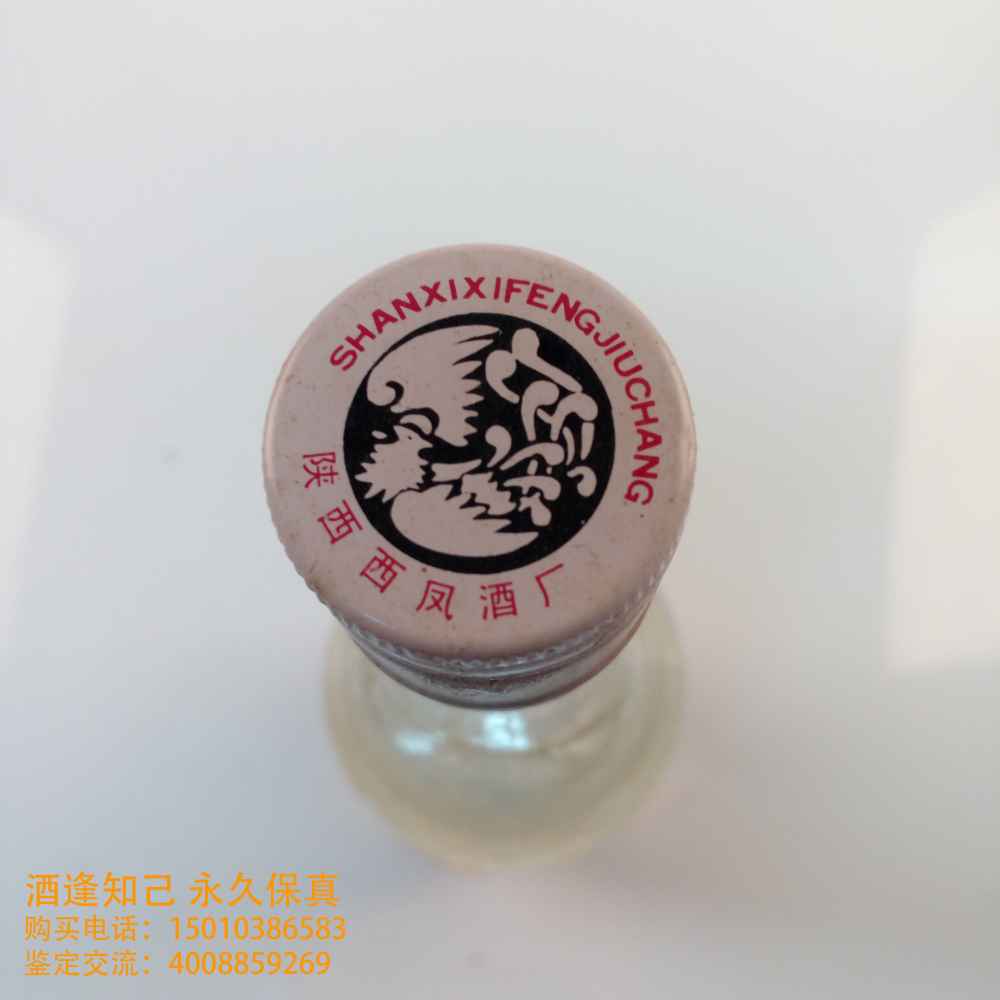 SHANXIXIFENGJIUCHANG
陕西西凤酒厂
酒逢知己 永久保真
购买电话：15010386583
鉴定交流：4008859269